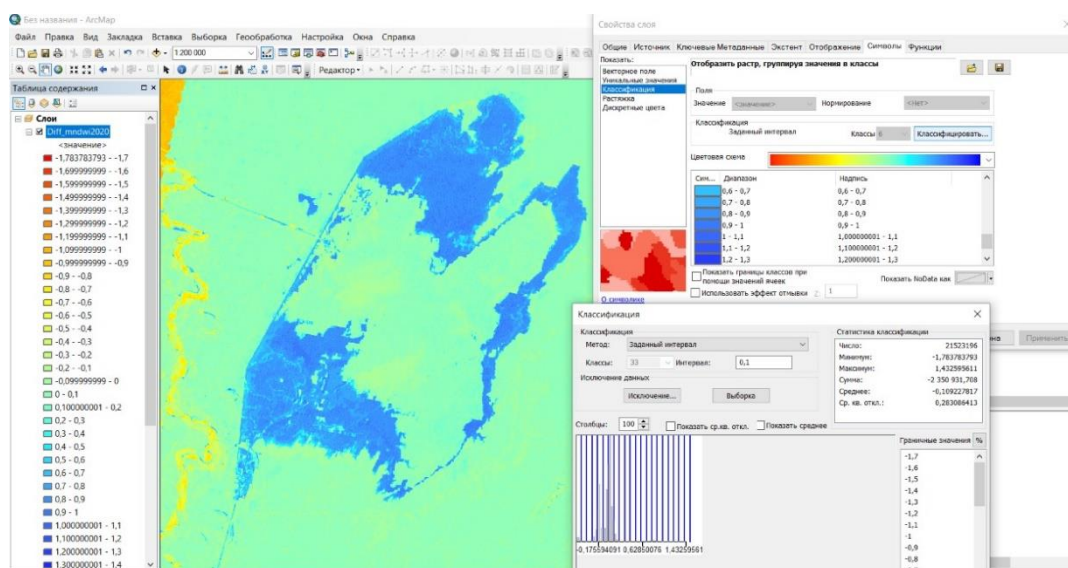 Без названия - ArcMap
Файл Правка Вид Закладка Вставка Выборка Геообработка Настройка Окна Справка
1:200 000
Редактор
Таблица содержания
Слои
Diff_mndwi2020
<значение>
-1,783783793 - -1,7
-1,699999999 - -1,6
-1,599999999 - -1,5
-1,499999999 - -1,4
-1,399999999 - -1,3
-1,299999999 - -1,2
-1,199999999 - -1,1
-1,099999999 - -1
-0,999999999 - -0,9
-0,9 - -0,8
-0,8 - -0,7
-0,7 - -0,6
-0,6 - -0,5
-0,5 - -0,4
-0,4 - -0,3
-0,3 - -0,2
-0,2 - -0,1
-0,099999999 - 0
0 - 0,1
0,100000001 - 0,2
0,2 - 0,3
0,3 - 0,4
0,4 - 0,5
0,5 - 0,6
0,6 - 0,7
0,7 - 0,8
0,8 - 0,9
0,9 - 1
1,000000001 - 1,1
1,100000001 - 1,2
1,200000001 - 1,3
1,300000001 - 1,4
Свойства слоя
Общие Источник Ключевые Метаданные Экстент Отображение Символы Функции
Показать:
Векторное поле
Уникальные значения
Классификация
Растяжка
Дискретные цвета
О символике
Отобразить растр, группируя значения в классы
Поля
Значение <значение> Нормирование <Нет>
Классификация
Заданный интервал Классы 6 Классифицировать...
Цветовая схема
Сим... Диапазон Надпись
0,6 - 0,7 0,6 - 0,7
0,7 - 0,8 0,7 - 0,8
0,8 - 0,9 0,8 - 0,9
0,9 - 1 0,9 - 1
1 - 1,1 1,000000001 - 1,1
1,1 - 1,2 1,100000001 - 1,2
1,2 - 1,3 1,200000001 - 1,3
Показать границы классов при помощи значений ячеек Показать NoData как
Использовать эффект отмывки Z: 1
Применить
Классификация
Классификация
Метод: Заданный интервал
Классы: 33 Интервал: 0,1
Исключение данных
Исключение... Выборка
Статистика классификации
Число: 21523196
Минимум: -1,783783793
Максимум: 1,432595611
Сумма: -2 350 931,708
Среднее: -0,109227817
Ср. кв. откл.: 0,283086413
Столбцы: 100 Показать ср.кв. откл. Показать среднее
Граничные значения %
-1,7
-1,6
-1,5
-1,4
-1,3
-1,2
-1,1
-1
-0,9
-0,8
-0,175594091 0,62850076 1,43259561